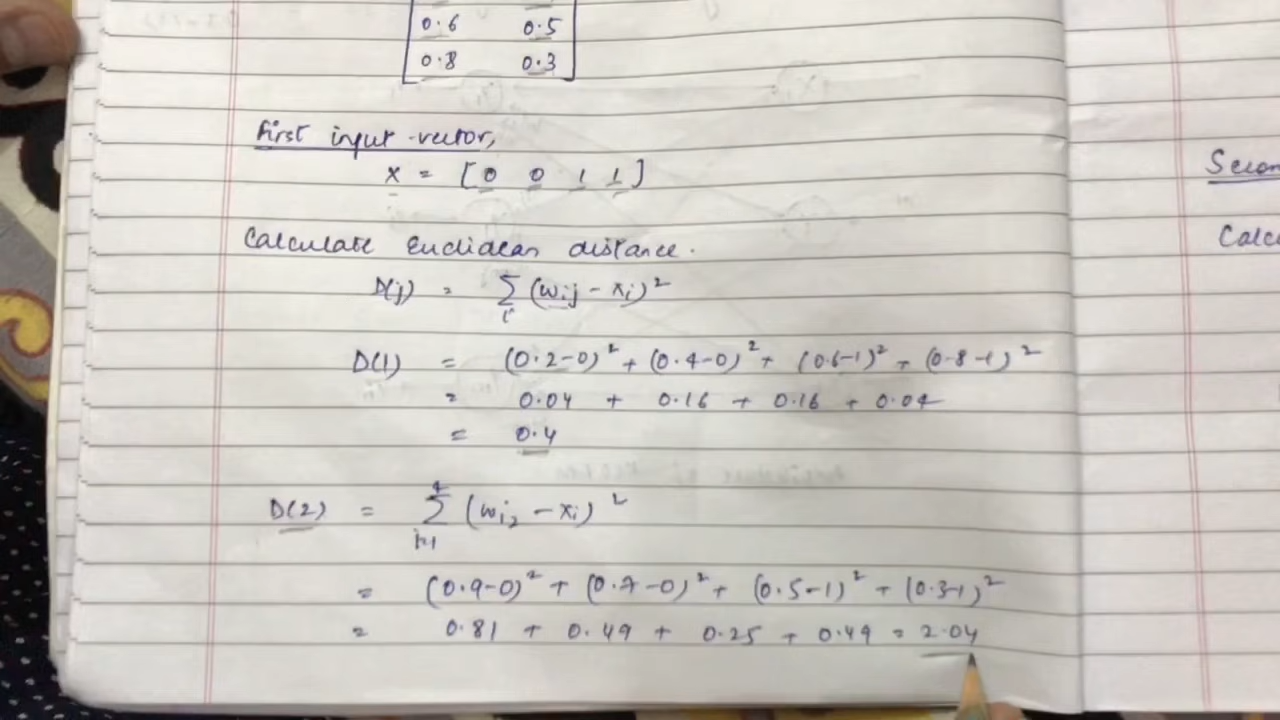 0.6 0.5
0.8 0.3
First input vector,
x = [0 0 1 1]
Calculate Euclidean distance.
D(j) = Σ (wij - xi)²
i
D(1) = (0.2-0)² + (0.4-0)² + (0.6-1)² + (0.8-1)²
= 0.04 + 0.16 + 0.16 + 0.04
= 0.4
4
D(2) = Σ (wi2 - xi)²
i=1
= (0.9-0)² + (0.7-0)² + (0.5-1)² + (0.3-1)²
= 0.81 + 0.49 + 0.25 + 0.49 = 2.04